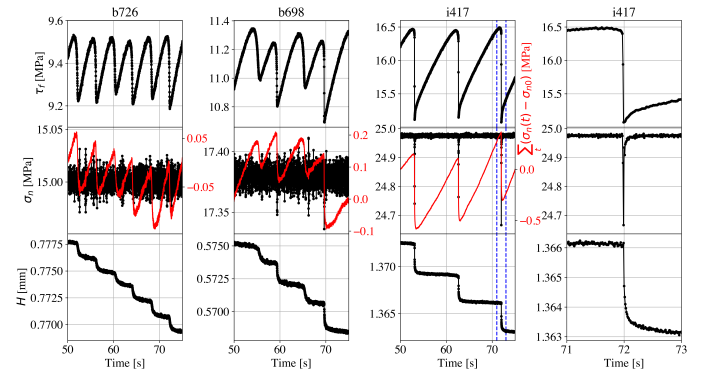 b726
b698
i417
i417
τ_f [MPa]
9.6
9.4
9.2
11.4
11.2
11.0
10.8
16.5
16.0
15.5
16.5
16.0
15.5
σ_n [MPa]
15.05
15.00
0.05
−0.05
17.40
17.35
0.2
0.1
0.0
−0.1
25.0
24.9
24.8
24.7
0.0
−0.5
∑_t(σ_n(t) − σ_n0) [MPa]
25.0
24.9
24.8
24.7
H [mm]
0.7775
0.7750
0.7725
0.7700
0.5750
0.5725
0.5700
1.370
1.365
1.366
1.365
1.364
1.363
50 60 70
50 60 70
50 60 70
71 72 73
Time [s]
Time [s]
Time [s]
Time [s]